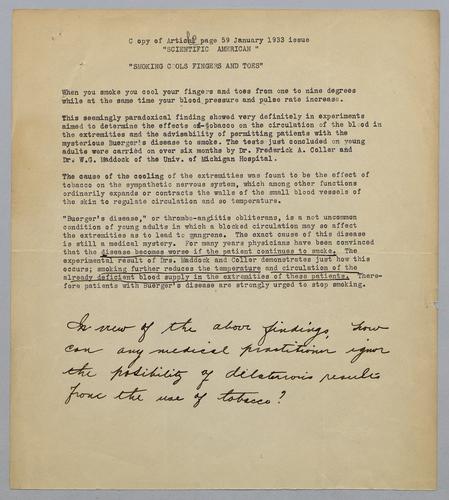 Copy of Article page 59 January 1933 issue
"SCIENTIFIC AMERICAN"
"SMOKING COOLS FINGERS AND TOES"
When you smoke you cool your fingers and toes from one to nine degrees
while at the same time your blood pressure and pulse rate increase.
This seemingly paradoxical finding showed very definitely in experiments
aimed to determine the effects of tobacco on the circulation of the blood in
the extremities and the advisability of permitting patients with the
mysterious Buerger's disease to smoke. The tests just concluded on young
adults were carried on over six months by Dr. Frederick A. Coller and
Dr. W.G. Maddock of the Univ. of Michigan Hospital.
The cause of the cooling of the extremities was fount to be the effect of
tobacco on the sympathetic nervous system, which among other functions
ordinarily expands or contracts the walls of the small blood vessels of
the skin to regulate circulation and so temperature.
"Buerger's disease," or thrombo-angiitis obliterans, is a not uncommon
condition of young adults in which a blocked circulation may so affect
the extremities as to lead to gangrene. The exact cause of this disease
is still a medical mystery. For many years physicians have been convinced
that the disease becomes worse if the patient continues to smoke. The
experimental result of Drs. Maddock and Coller demonstrates just how this
occurs; smoking further reduces the temperature and circulation of the
already deficient blood supply in the extremities of these patients. There-
fore patients with Buerger's disease are strongly urged to stop smoking.
In view of the above findings, how
can any medical practitioner ignor
the posibility of dilaterious results
from the use of tobacco?